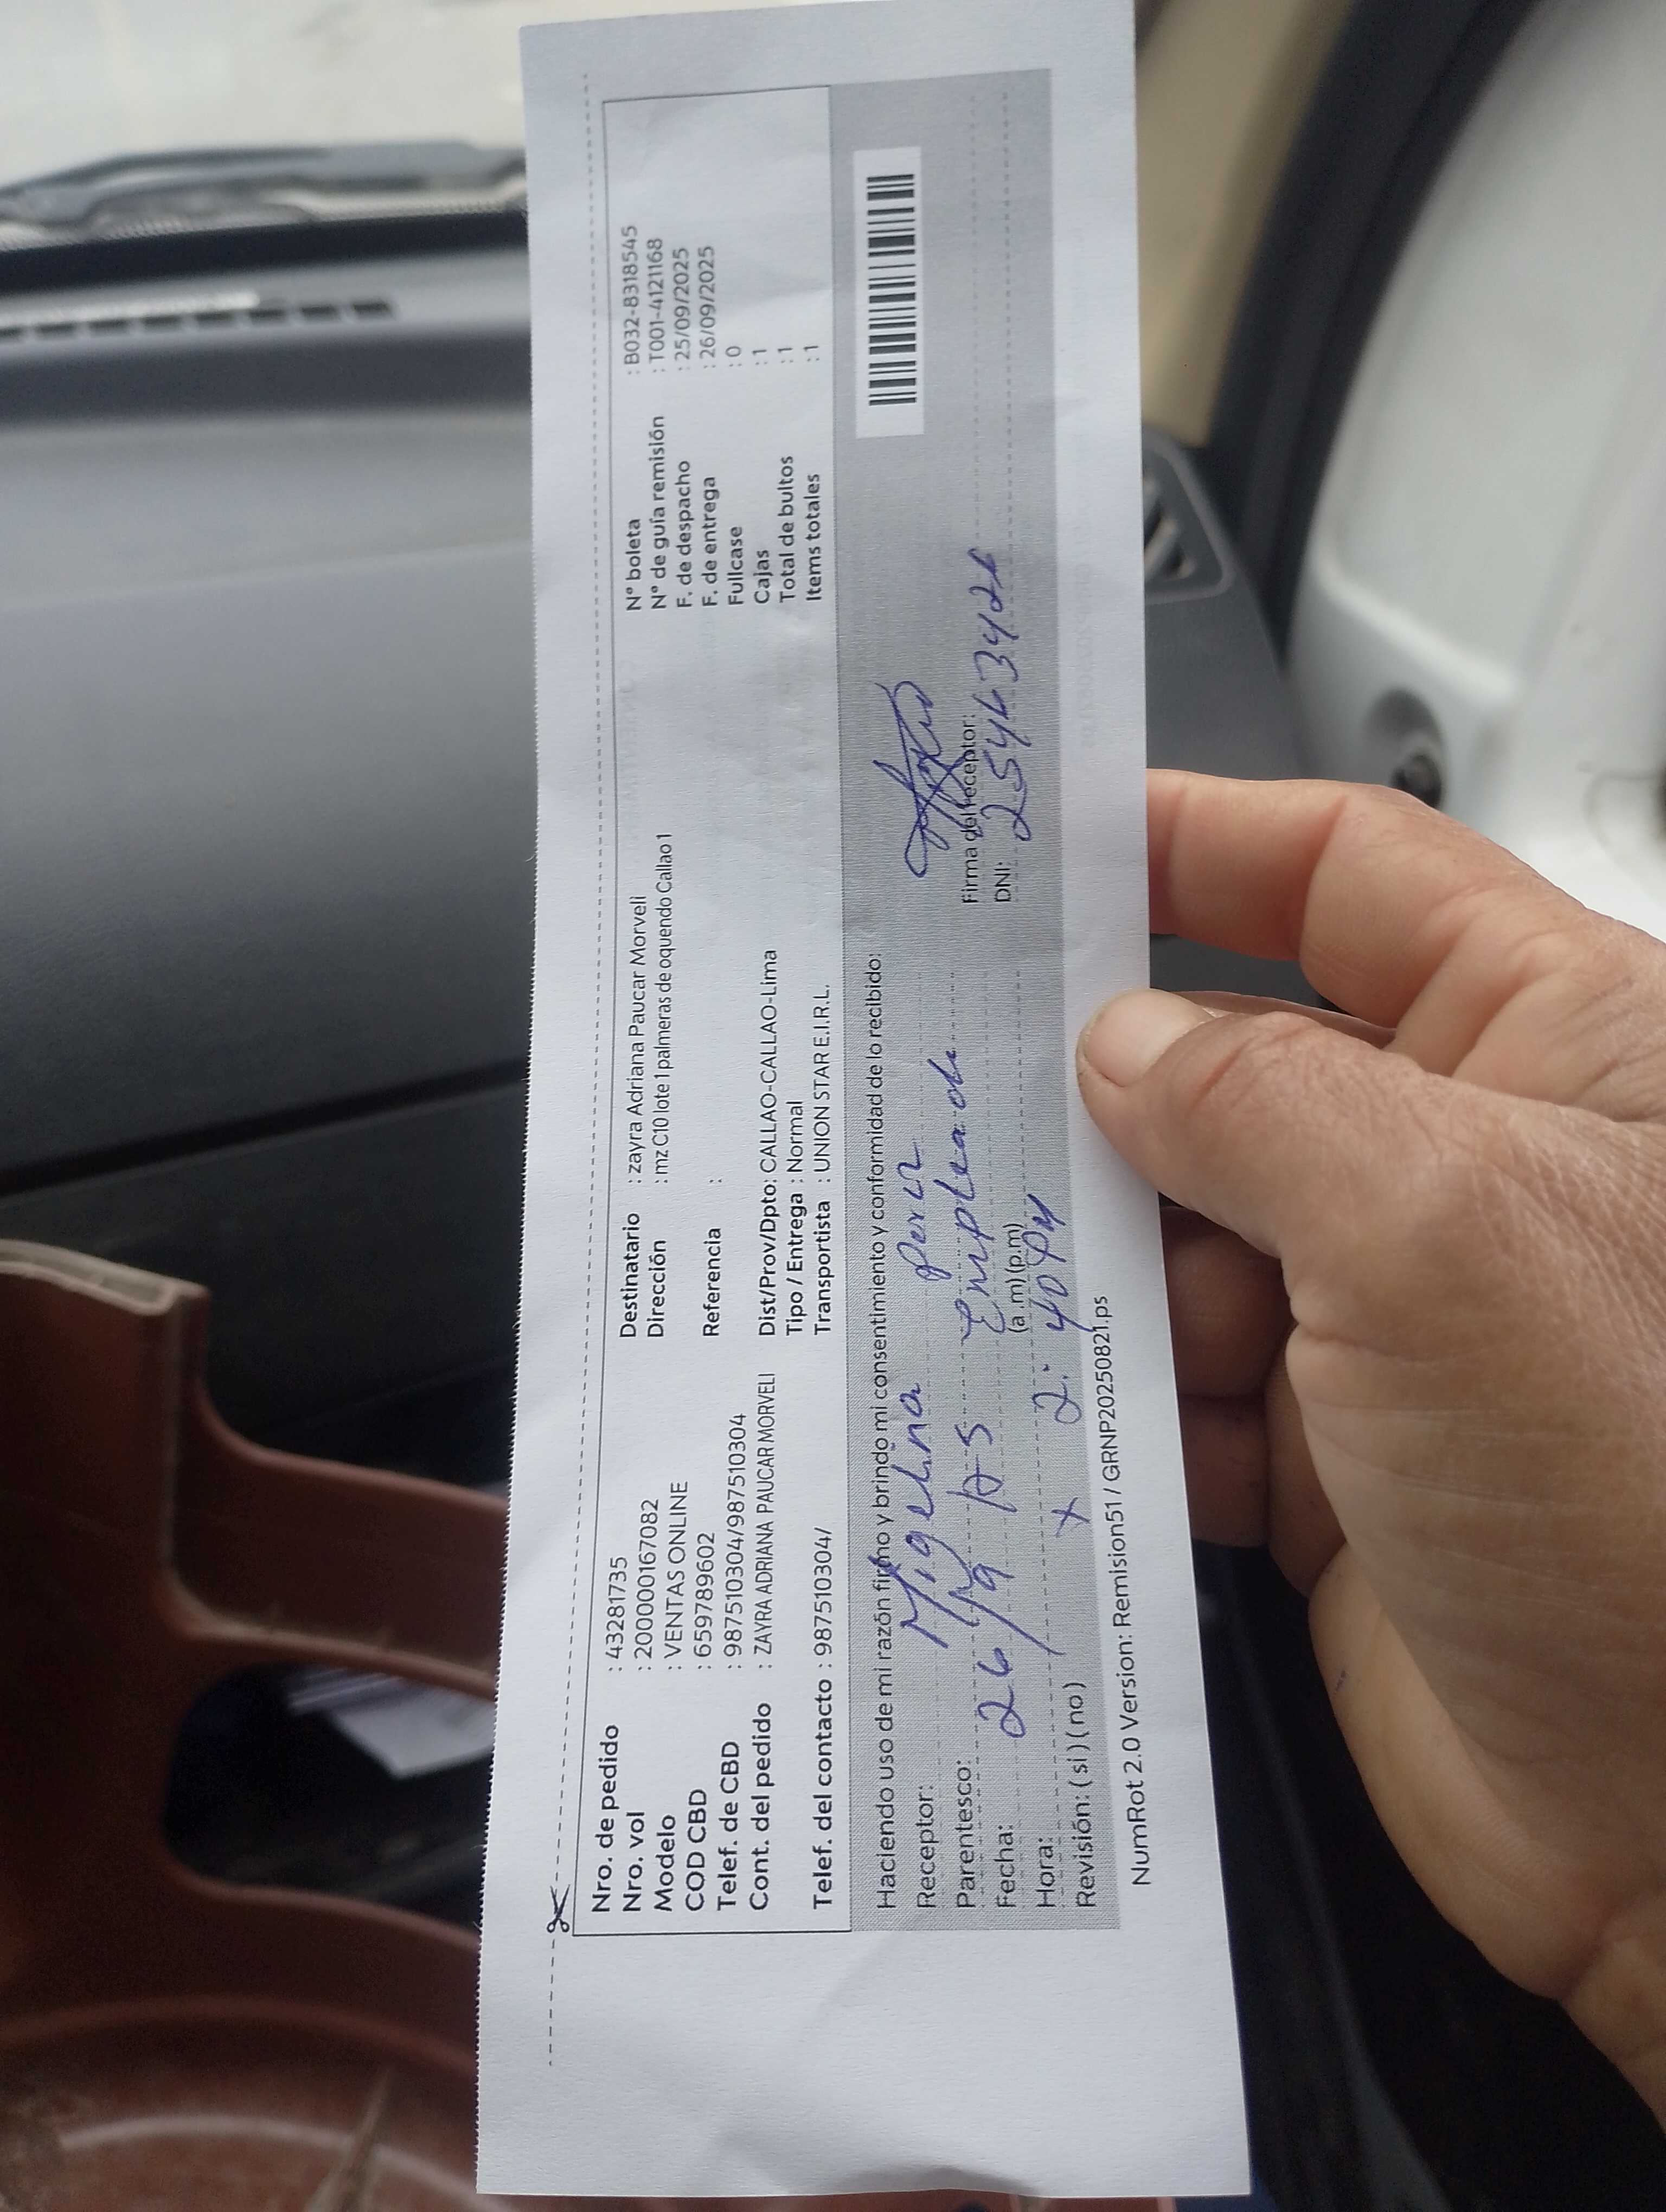 Nro. de pedido : 43281735
Nro. vol : 200000167082
Modelo : VENTAS ONLINE
COD CBD : 659789602
Telef. de CBD : 987510304/987510304
Cont. del pedido : ZAYRA ADRIANA PAUCAR MORVELI
Telef. del contacto : 987510304/
Destinatario : zayra Adriana Paucar Morveli
Dirección : mz C10 lote 1 palmeras de oquendo Callao 1
Referencia :
Dist/Prov/Dpto: CALLAO-CALLAO-Lima
Tipo / Entrega : Normal
Transportista : UNION STAR E.I.R.L.
N° boleta : B032-8318545
N° de guía remisión : T001-4121168
F. de despacho : 25/09/2025
F. de entrega : 26/09/2025
Fullcase : 0
Cajas : 1
Total de bultos : 1
Items totales : 1
Haciendo uso de mi razón firmo y brindo mi consentimiento y conformidad de lo recibido:
Receptor: Migelina
Parentesco: Empleada
Fecha: 26/9/25
Hora: 2:40 PM (a.m)(p.m)
Revisión: (si)(no) x
Firma del receptor:
DNI: 25463426
NumRot 2.0 Version: Remision51 / GRNP20250821.ps